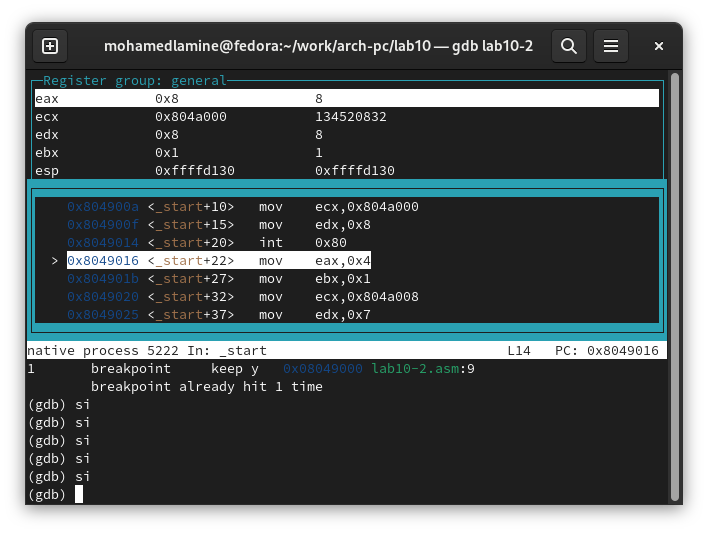 mohamedlamine@fedora:~/work/arch-pc/lab10 — gdb lab10-2
Register group: general
eax 0x8 8
ecx 0x804a000 134520832
edx 0x8 8
ebx 0x1 1
esp 0xffffd130 0xffffd130
0x804900a <_start+10> mov ecx,0x804a000
0x804900f <_start+15> mov edx,0x8
0x8049014 <_start+20> int 0x80
> 0x8049016 <_start+22> mov eax,0x4
0x804901b <_start+27> mov ebx,0x1
0x8049020 <_start+32> mov ecx,0x804a008
0x8049025 <_start+37> mov edx,0x7
native process 5222 In: _start L14 PC: 0x8049016
1 breakpoint keep y 0x08049000 lab10-2.asm:9
breakpoint already hit 1 time
(gdb) si
(gdb) si
(gdb) si
(gdb) si
(gdb) si
(gdb)